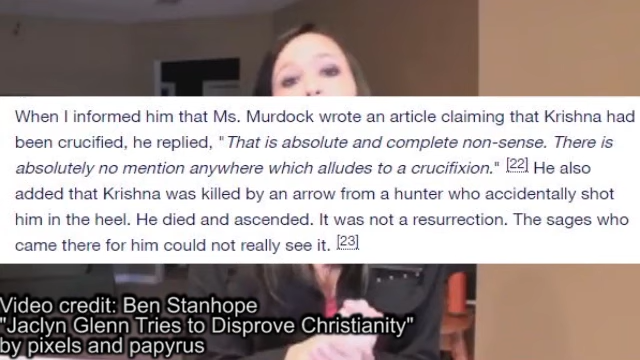 When I informed him that Ms. Murdock wrote an article claiming that Krishna had
been crucified, he replied, "That is absolute and complete non-sense. There is
absolutely no mention anywhere which alludes to a crucifixion." [22] He also
added that Krishna was killed by an arrow from a hunter who accidentally shot
him in the heel. He died and ascended. It was not a resurrection. The sages who
came there for him could not really see it. [23]
Video credit: Ben Stanhope
"Jaclyn Glenn Tries to Disprove Christianity"
by pixels and papyrus